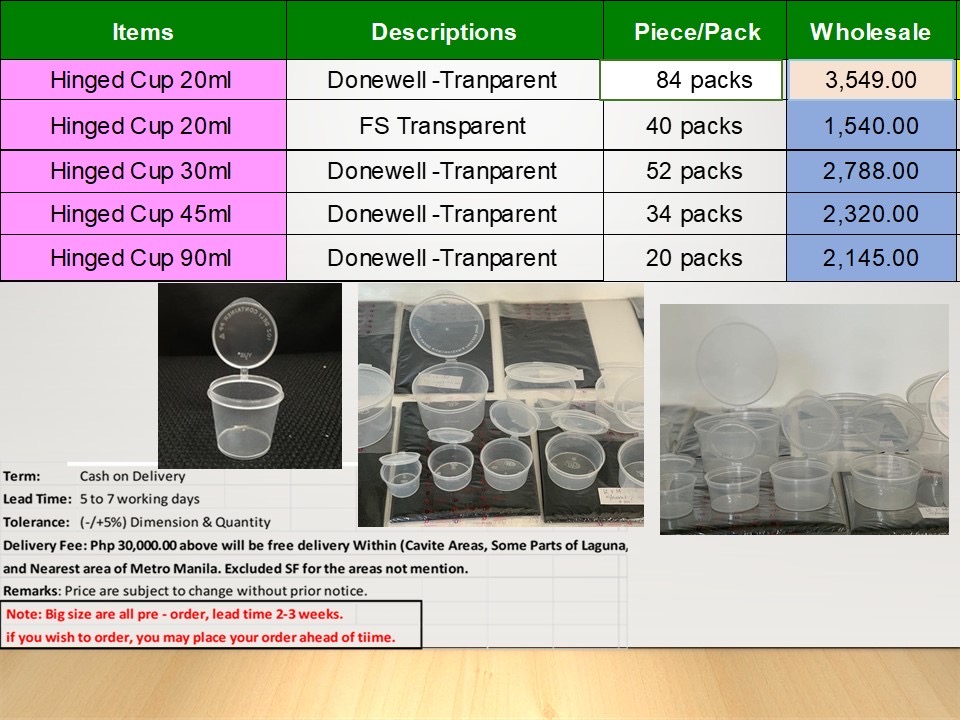 Items Descriptions Piece/Pack Wholesale
Hinged Cup 20ml Donewell -Tranparent 84 packs 3,549.00
Hinged Cup 20ml FS Transparent 40 packs 1,540.00
Hinged Cup 30ml Donewell -Tranparent 52 packs 2,788.00
Hinged Cup 45ml Donewell -Tranparent 34 packs 2,320.00
Hinged Cup 90ml Donewell -Tranparent 20 packs 2,145.00
Term: Cash on Delivery
Lead Time: 5 to 7 working days
Tolerance: (-/+5%) Dimension & Quantity
Delivery Fee: Php 30,000.00 above will be free delivery Within (Cavite Areas, Some Parts of Laguna,
and Nearest area of Metro Manila. Excluded SF for the areas not mention.
Remarks: Price are subject to change without prior notice.
Note: Big size are all pre - order, lead time 2-3 weeks.
if you wish to order, you may place your order ahead of tiime.